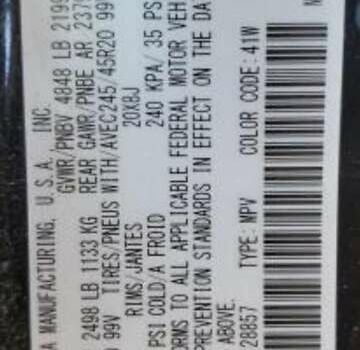 A MANUFACTURING, U.S.A. INC.
GVWR/PNBV 4848 LB 2199
2498 LB 1133 KG REAR GAWR/PNBE AR 237
99V TIRES/PNEUS WITH/AVEC245/45R20 99
RIMS/JANTES 20X8J
PSI COLD/A FROID 240 KPA/ 35 PS
ORMS TO ALL APPLICABLE FEDERAL MOTOR VEH
PREVENTION STANDARDS IN EFFECT ON THE DA
ABOVE.
28857 TYPE: MPV COLOR CODE: 41W